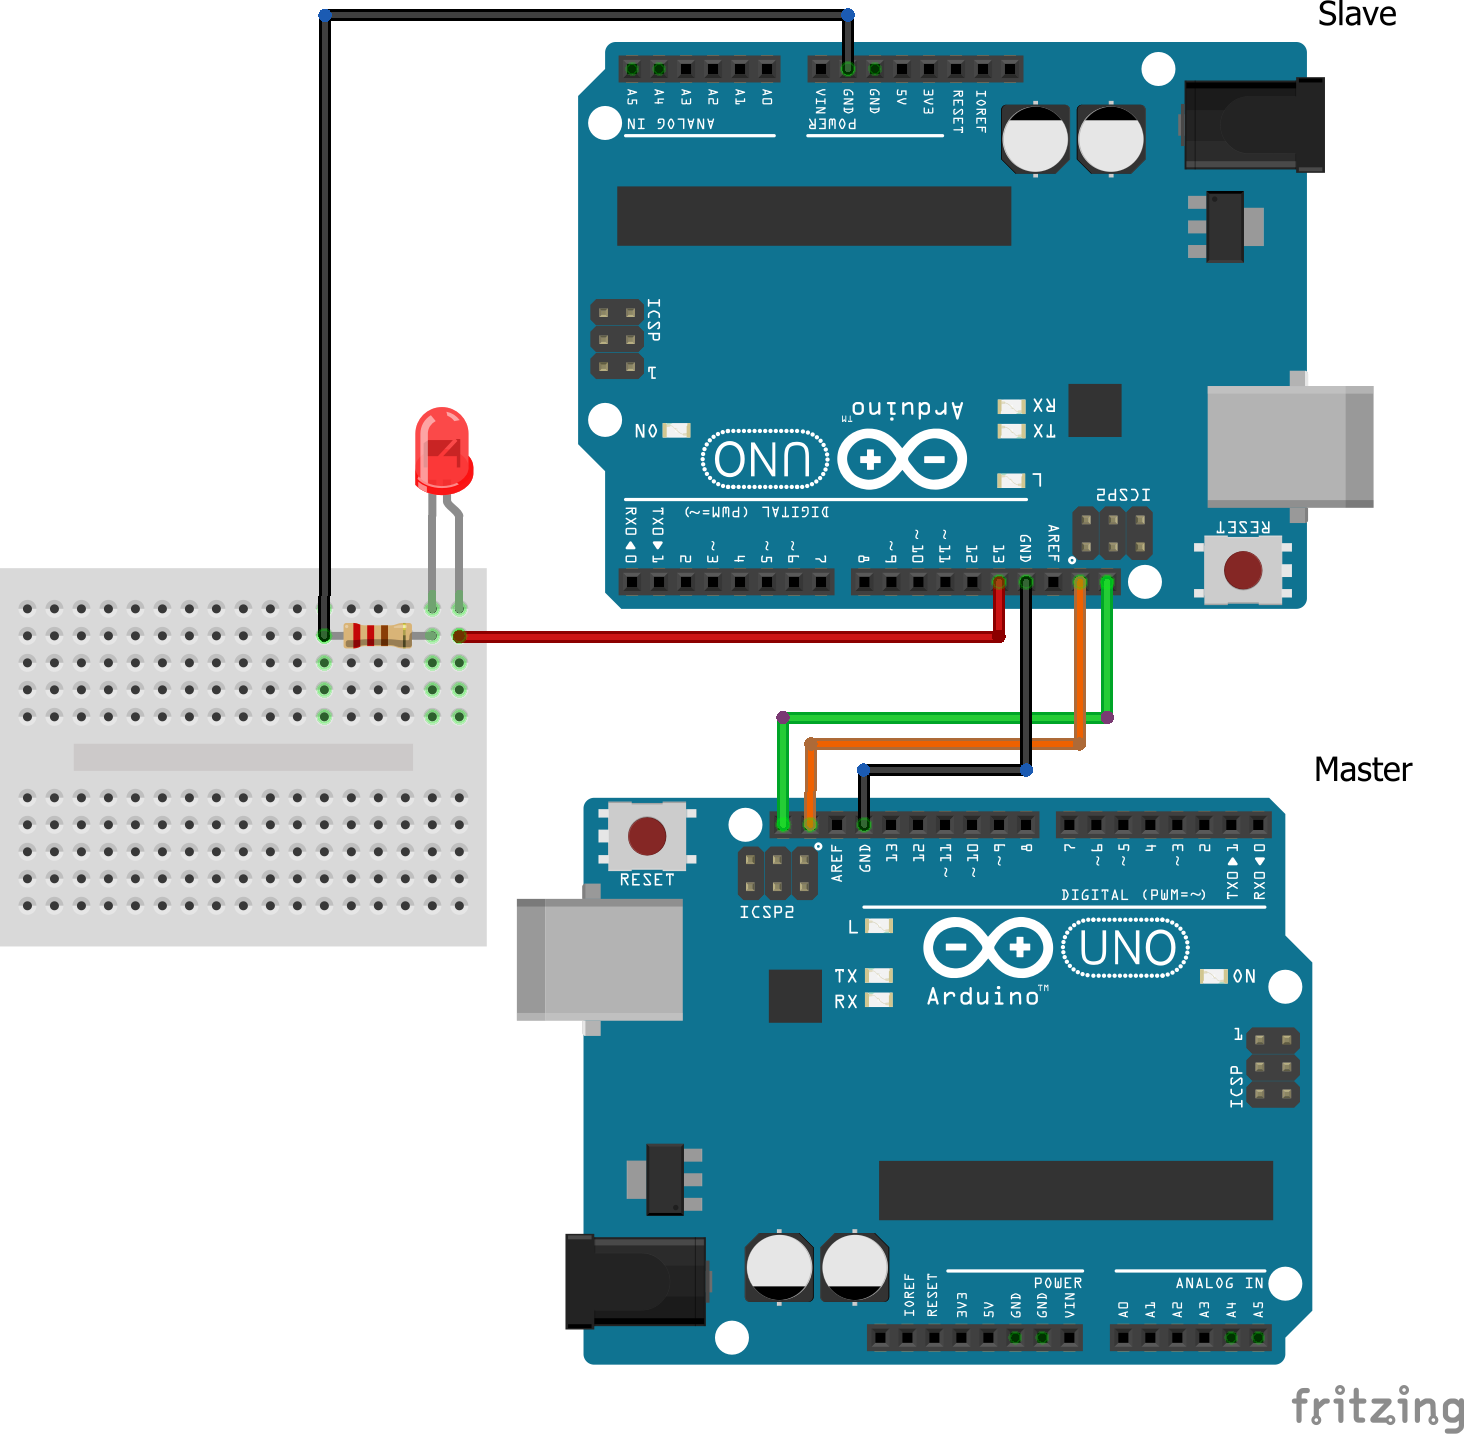 Slave
A5 A4 A3 A2 A1 A0 VIN GND GND 5V 3V3 RESET IOREF
ANALOG IN POWER
ICSP
1
Arduino™
RX
ON UNO TX
L
ICSP2
DIGITAL (PWM=~) RESET
RX0◄0 TX0►1 2 ~3 4 ~5 ~6 7 8 ~9 ~10 ~11 12 13 GND AREF
Master
AREF GND 13 12 ~11 ~10 ~9 8 7 ~6 ~5 4 ~3 2 TX0►1 RX0◄0
RESET
DIGITAL (PWM=~)
ICSP2
L
UNO
TX ON
RX Arduino™
1
ICSP
POWER ANALOG IN
IOREF RESET 3V3 5V GND GND VIN A0 A1 A2 A3 A4 A5
fritzing